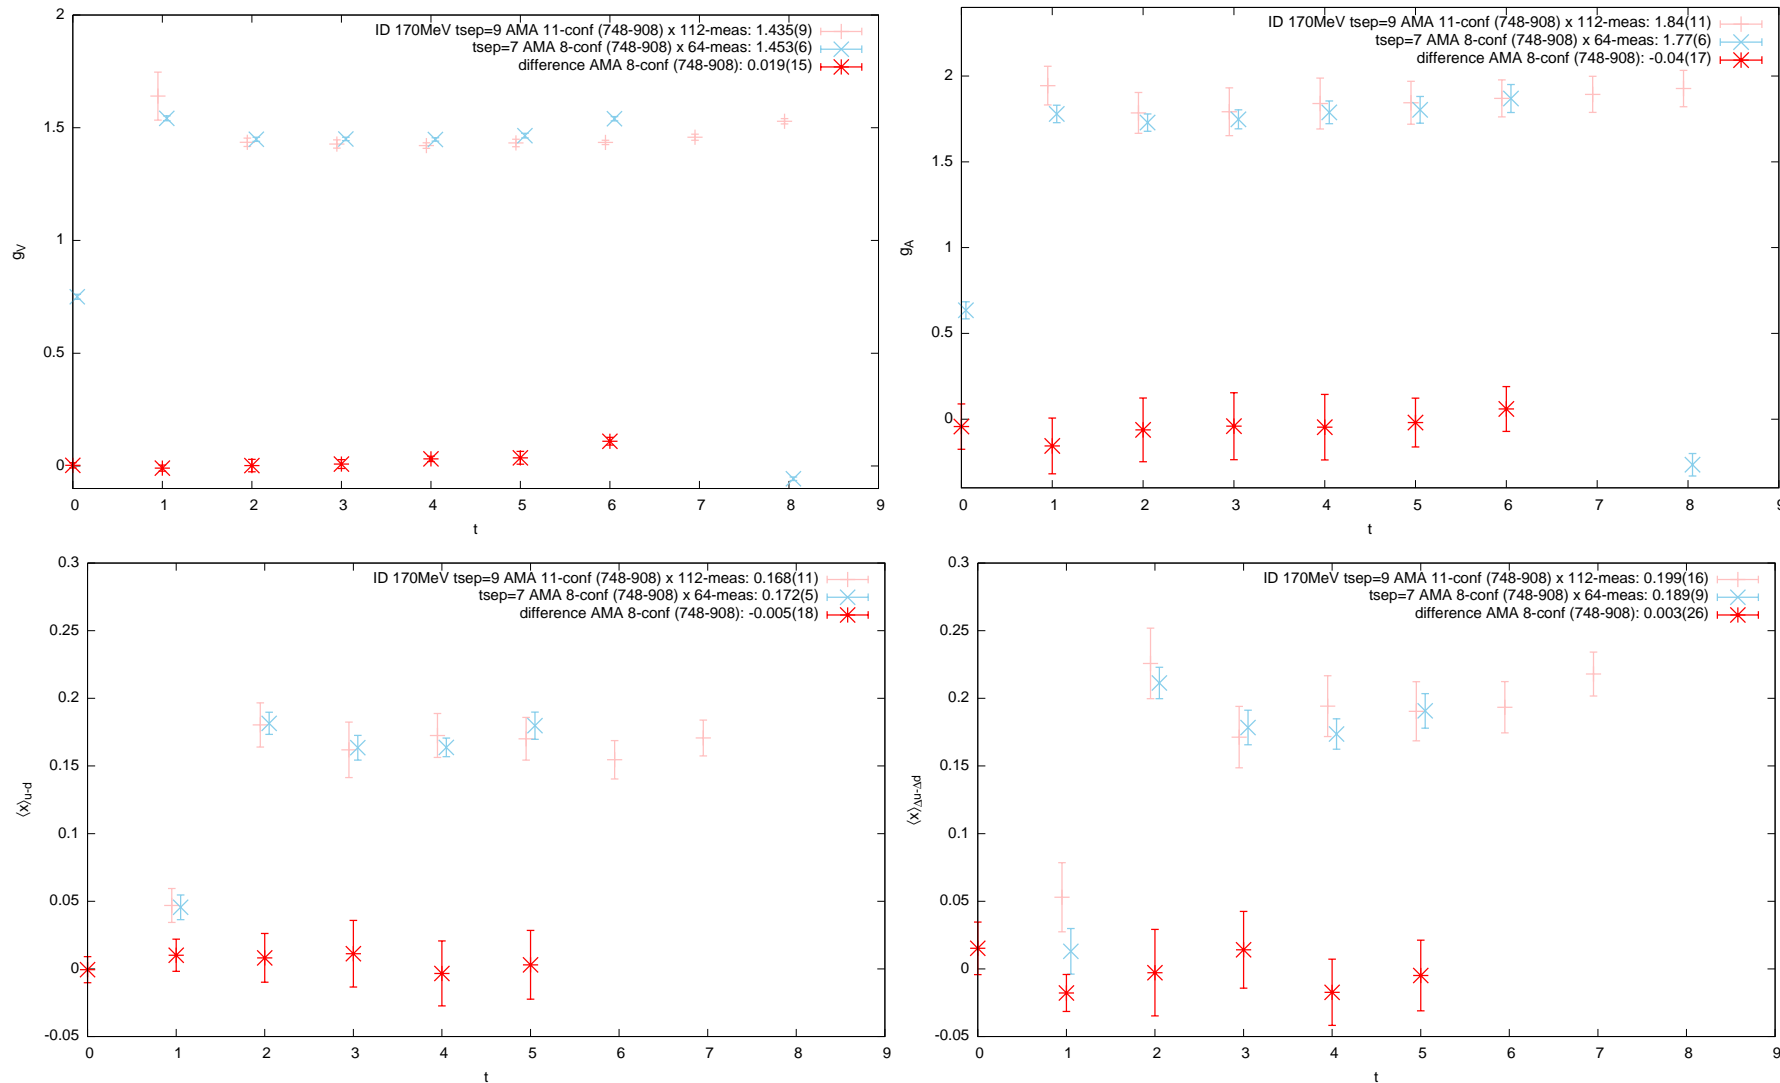 ID 170MeV tsep=9 AMA 11-conf (748-908) x 112-meas: 1.435(9)
tsep=7 AMA 8-conf (748-908) x 64-meas: 1.453(6)
difference AMA 8-conf (748-908): 0.019(15)
2
1.5
1
0.5
0
gV
0 1 2 3 4 5 6 7 8 9
t
ID 170MeV tsep=9 AMA 11-conf (748-908) x 112-meas: 1.84(11)
tsep=7 AMA 8-conf (748-908) x 64-meas: 1.77(6)
difference AMA 8-conf (748-908): -0.04(17)
2
1.5
1
0.5
0
gA
0 1 2 3 4 5 6 7 8 9
t
ID 170MeV tsep=9 AMA 11-conf (748-908) x 112-meas: 0.168(11)
tsep=7 AMA 8-conf (748-908) x 64-meas: 0.172(5)
difference AMA 8-conf (748-908): -0.005(18)
0.3
0.25
0.2
0.15
0.1
0.05
0
-0.05
⟨x⟩u-d
0 1 2 3 4 5 6 7 8 9
t
ID 170MeV tsep=9 AMA 11-conf (748-908) x 112-meas: 0.199(16)
tsep=7 AMA 8-conf (748-908) x 64-meas: 0.189(9)
difference AMA 8-conf (748-908): 0.003(26)
0.3
0.25
0.2
0.15
0.1
0.05
0
-0.05
⟨x⟩Δu-Δd
0 1 2 3 4 5 6 7 8 9
t